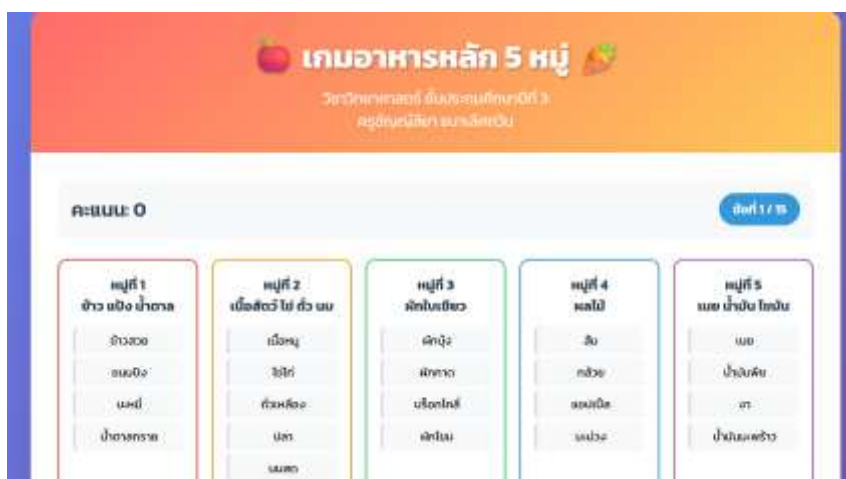 เกมอาหารหลัก 5 หมู่
วิชาวิทยาศาสตร์ ชั้นประถมศึกษาปีที่ 3
คะแนน: 0
ข้อที่ 1 / 15
หมู่ที่ 1
ข้าว แป้ง น้ำตาล
ข้าวสวย
ขนมปัง
บะหมี่
น้ำตาลทราย
หมู่ที่ 2
เนื้อสัตว์ ไข่ ถั่ว นม
เนื้อหมู
ไข่ไก่
ถั่วเหลือง
ปลา
นมสด
หมู่ที่ 3
ผักใบเขียว
ผักบุ้ง
ผักกาด
บร็อกโคลี่
ผักโขม
หมู่ที่ 4
ผลไม้
ส้ม
กล้วย
แอปเปิล
มะม่วง
หมู่ที่ 5
เนย น้ำมัน ไขมัน
เนย
น้ำมันพืช
งา
น้ำมันมะพร้าว